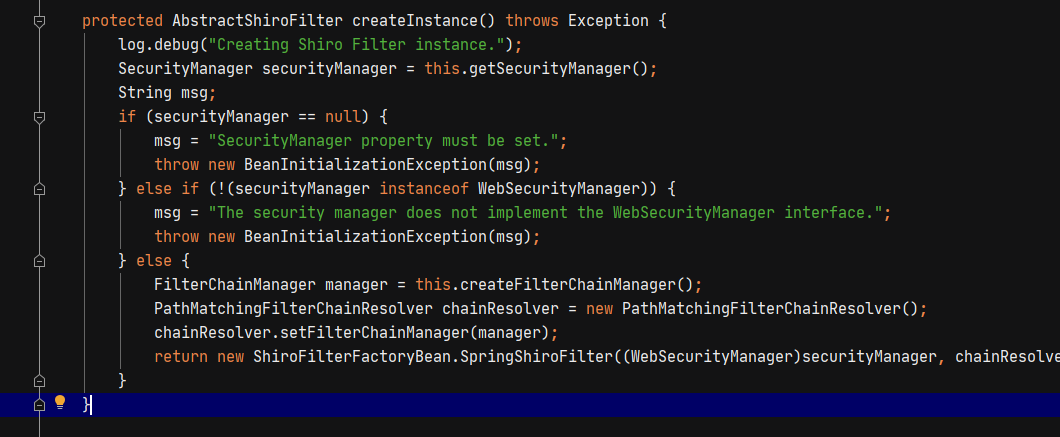 protected AbstractShiroFilter createInstance() throws Exception {
log.debug("Creating Shiro Filter instance.");
SecurityManager securityManager = this.getSecurityManager();
String msg;
if (securityManager == null) {
msg = "SecurityManager property must be set.";
throw new BeanInitializationException(msg);
} else if (!(securityManager instanceof WebSecurityManager)) {
msg = "The security manager does not implement the WebSecurityManager interface.";
throw new BeanInitializationException(msg);
} else {
FilterChainManager manager = this.createFilterChainManager();
PathMatchingFilterChainResolver chainResolver = new PathMatchingFilterChainResolver();
chainResolver.setFilterChainManager(manager);
return new ShiroFilterFactoryBean.SpringShiroFilter((WebSecurityManager)securityManager, chainResolve
}
}